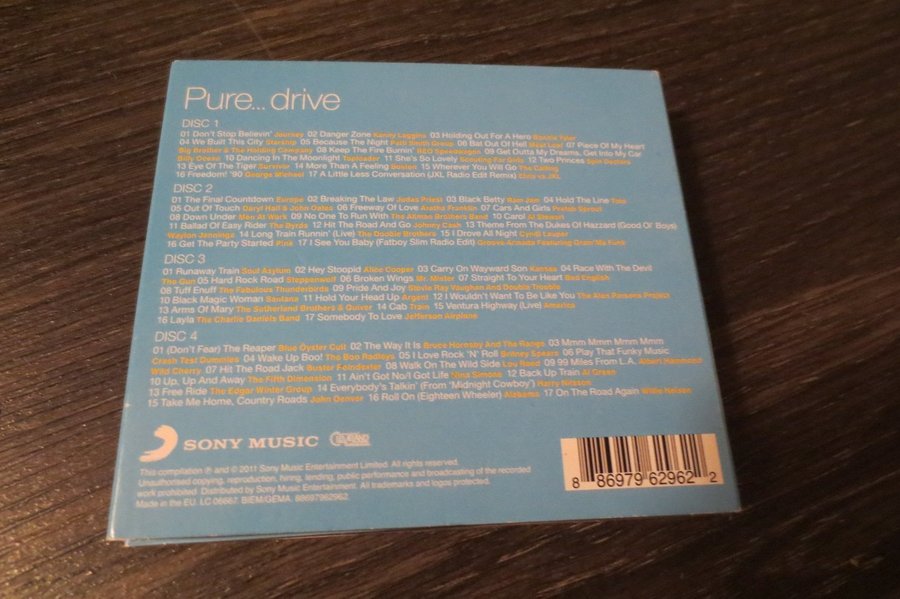 Pure... drive
DISC 1
01 Don't Stop Believin' Journey 02 Danger Zone Kenny Loggins 03 Holding Out For A Hero Bonnie Tyler
04 We Built This City Starship 05 Because The Night Patti Smith Group 06 Bat Out Of Hell Meat Loaf 07 Piece Of My Heart
Big Brother & The Holding Company 08 Keep The Fire Burnin' REO Speedwagon 09 Get Outta My Dreams, Get Into My Car
Billy Ocean 10 Dancing In The Moonlight Toploader 11 She's So Lovely Scouting For Girls 12 Two Princes Spin Doctors
13 Eye Of The Tiger Survivor 14 More Than A Feeling Boston 15 Wherever You Will Go The Calling
16 Freedom! '90 George Michael 17 A Little Less Conversation (JXL Radio Edit Remix) Elvis vs JXL
DISC 2
01 The Final Countdown Europe 02 Breaking The Law Judas Priest 03 Black Betty Ram Jam 04 Hold The Line Toto
05 Out Of Touch Daryl Hall & John Oates 06 Freeway Of Love Aretha Franklin 07 Cars And Girls Prefab Sprout
08 Down Under Men At Work 09 No One To Run With The Allman Brothers Band 10 Carol Al Stewart
11 Ballad Of Easy Rider The Byrds 12 Hit The Road And Go Johnny Cash 13 Theme From The Dukes Of Hazzard (Good Ol' Boys)
Waylon Jennings 14 Long Train Runnin' (Live) The Doobie Brothers 15 I Drove All Night Cyndi Lauper
16 Get The Party Started P!nk 17 I See You Baby (Fatboy Slim Radio Edit) Groove Armada Featuring Gram'Ma Funk
DISC 3
01 Runaway Train Soul Asylum 02 Hey Stoopid Alice Cooper 03 Carry On Wayward Son Kansas 04 Race With The Devil
The Gun 05 Hard Rock Road Steppenwolf 06 Broken Wings Mr. Mister 07 Straight To Your Heart Bad English
08 Tuff Enuff The Fabulous Thunderbirds 09 Pride And Joy Stevie Ray Vaughan And Double Trouble
10 Black Magic Woman Santana 11 Hold Your Head Up Argent 12 I Wouldn't Want To Be Like You The Alan Parsons Project
13 Arms Of Mary The Sutherland Brothers & Quiver 14 Cab Train 15 Ventura Highway (Live) America
16 Layla The Charlie Daniels Band 17 Somebody To Love Jefferson Airplane
DISC 4
01 (Don't Fear) The Reaper Blue Öyster Cult 02 The Way It Is Bruce Hornsby And The Range 03 Mmm Mmm Mmm Mmm
Crash Test Dummies 04 Wake Up Boo! The Boo Radleys 05 I Love Rock 'N' Roll Britney Spears 06 Play That Funky Music
Wild Cherry 07 Hit The Road Jack Buster Poindexter 08 Walk On The Wild Side Lou Reed 09 99 Miles From L.A. Albert Hammond
10 Up, Up And Away The Fifth Dimension 11 Ain't Got No/I Got Life Nina Simone 12 Back Up Train Al Green
13 Free Ride The Edgar Winter Group 14 Everybody's Talkin' (From 'Midnight Cowboy') Harry Nilsson
15 Take Me Home, Country Roads John Denver 16 Roll On (Eighteen Wheeler) Alabama 17 On The Road Again Willie Nelson
SONY MUSIC
This compilation ℗ and © 2011 Sony Music Entertainment Limited. All rights reserved.
Unauthorised copying, reproduction, hiring, lending, public performance and broadcasting of the recorded
work prohibited. Distributed by Sony Music Entertainment. All trademarks and logos protected.
Made in the EU. LC 06867. BIEM/GEMA. 88697962962
8 86979 62962 2